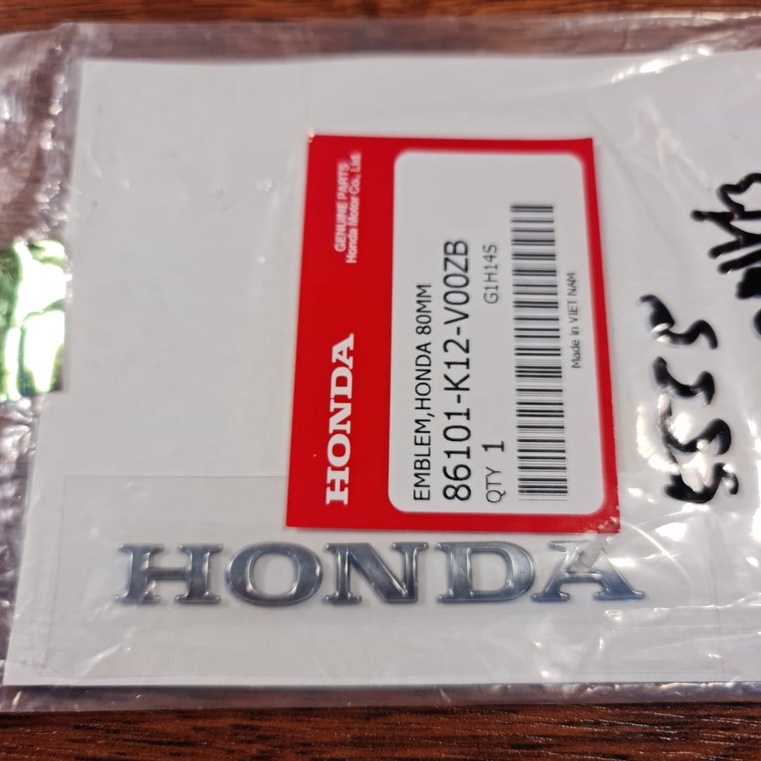 GENUINE PARTS
Honda Motor Co., Ltd.
HONDA
EMBLEM,HONDA 80MM
86101-K12-V00ZB
QTY 1
G1H14S
Made in VIET NAM
HONDA